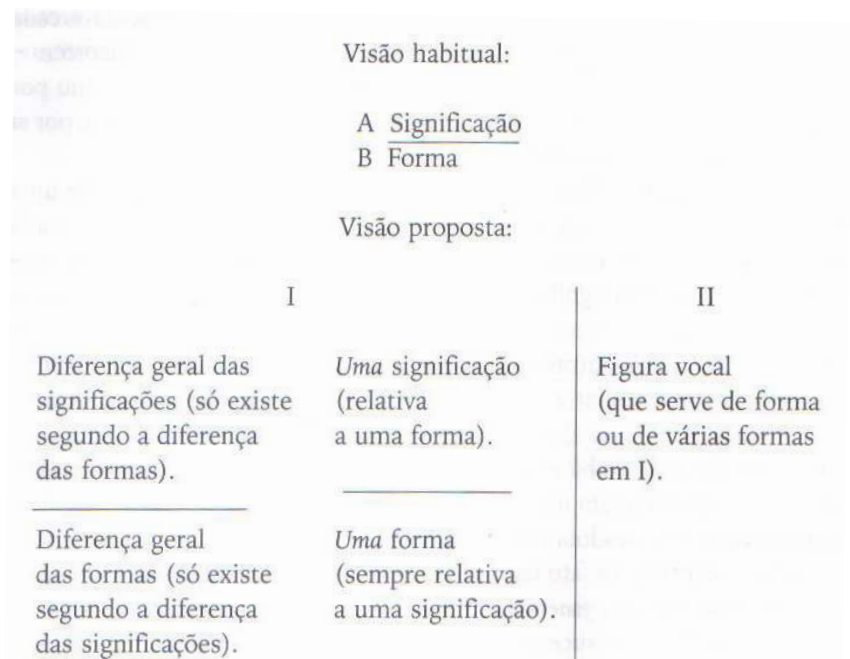 Visão habitual:
A Significação
B Forma
Visão proposta:
I
Diferença geral das
significações (só existe
segundo a diferença
das formas).
Uma significação
(relativa
a uma forma).
Diferença geral
das formas (só existe
segundo a diferença
das significações).
Uma forma
(sempre relativa
a uma significação).
II
Figura vocal
(que serve de forma
ou de várias formas
em I).